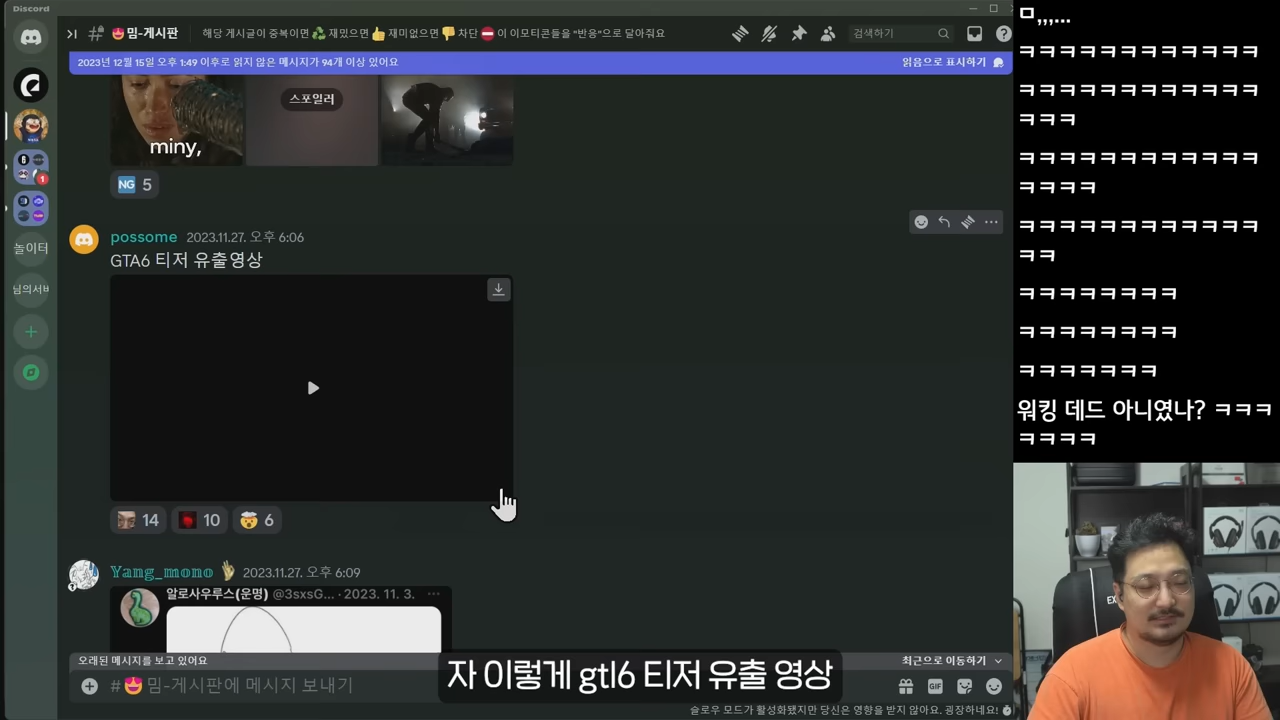 Discord
밈-게시판
해당 게시글이 중복이면 재밌으면 재미없으면 차단 이 이모티콘들을 "반응"으로 달아줘요
검색하기
2023년 12월 15일 오후 1:49 이후로 읽지 않은 메시지가 94개 이상 있어요
읽음으로 표시하기
miny,
스포일러
NG 5
possome 2023.11.27. 오후 6:06
GTA6 티저 유출영상
14 10 6
Yang_mono 2023.11.27. 오후 6:09
알로사우루스(운명) @3sxsG... · 2023. 11. 3.
오래된 메시지를 보고 있어요
최근으로 이동하기
#밈-게시판에 메시지 보내기
GIF
슬로우 모드가 활성화됐지만 당신은 영향을 받지 않아요. 굉장하네요!
자 이렇게 gtl6 티저 유출 영상
놀이터
님의서버
1
ㅁ,,,...
ㅋㅋㅋㅋㅋㅋㅋㅋㅋㅋㅋㅋ
ㅋㅋㅋㅋㅋㅋㅋㅋㅋㅋㅋㅋ
ㅋㅋㅋ
ㅋㅋㅋㅋㅋㅋㅋㅋㅋㅋㅋㅋ
ㅋㅋㅋㅋ
ㅋㅋㅋㅋㅋㅋㅋㅋㅋㅋㅋㅋ
ㅋㅋ
ㅋㅋㅋㅋㅋㅋㅋㅋ
ㅋㅋㅋㅋㅋㅋㅋㅋ
ㅋㅋㅋㅋㅋㅋㅋ
워킹 데드 아니였나? ㅋㅋㅋ
ㅋㅋㅋㅋ